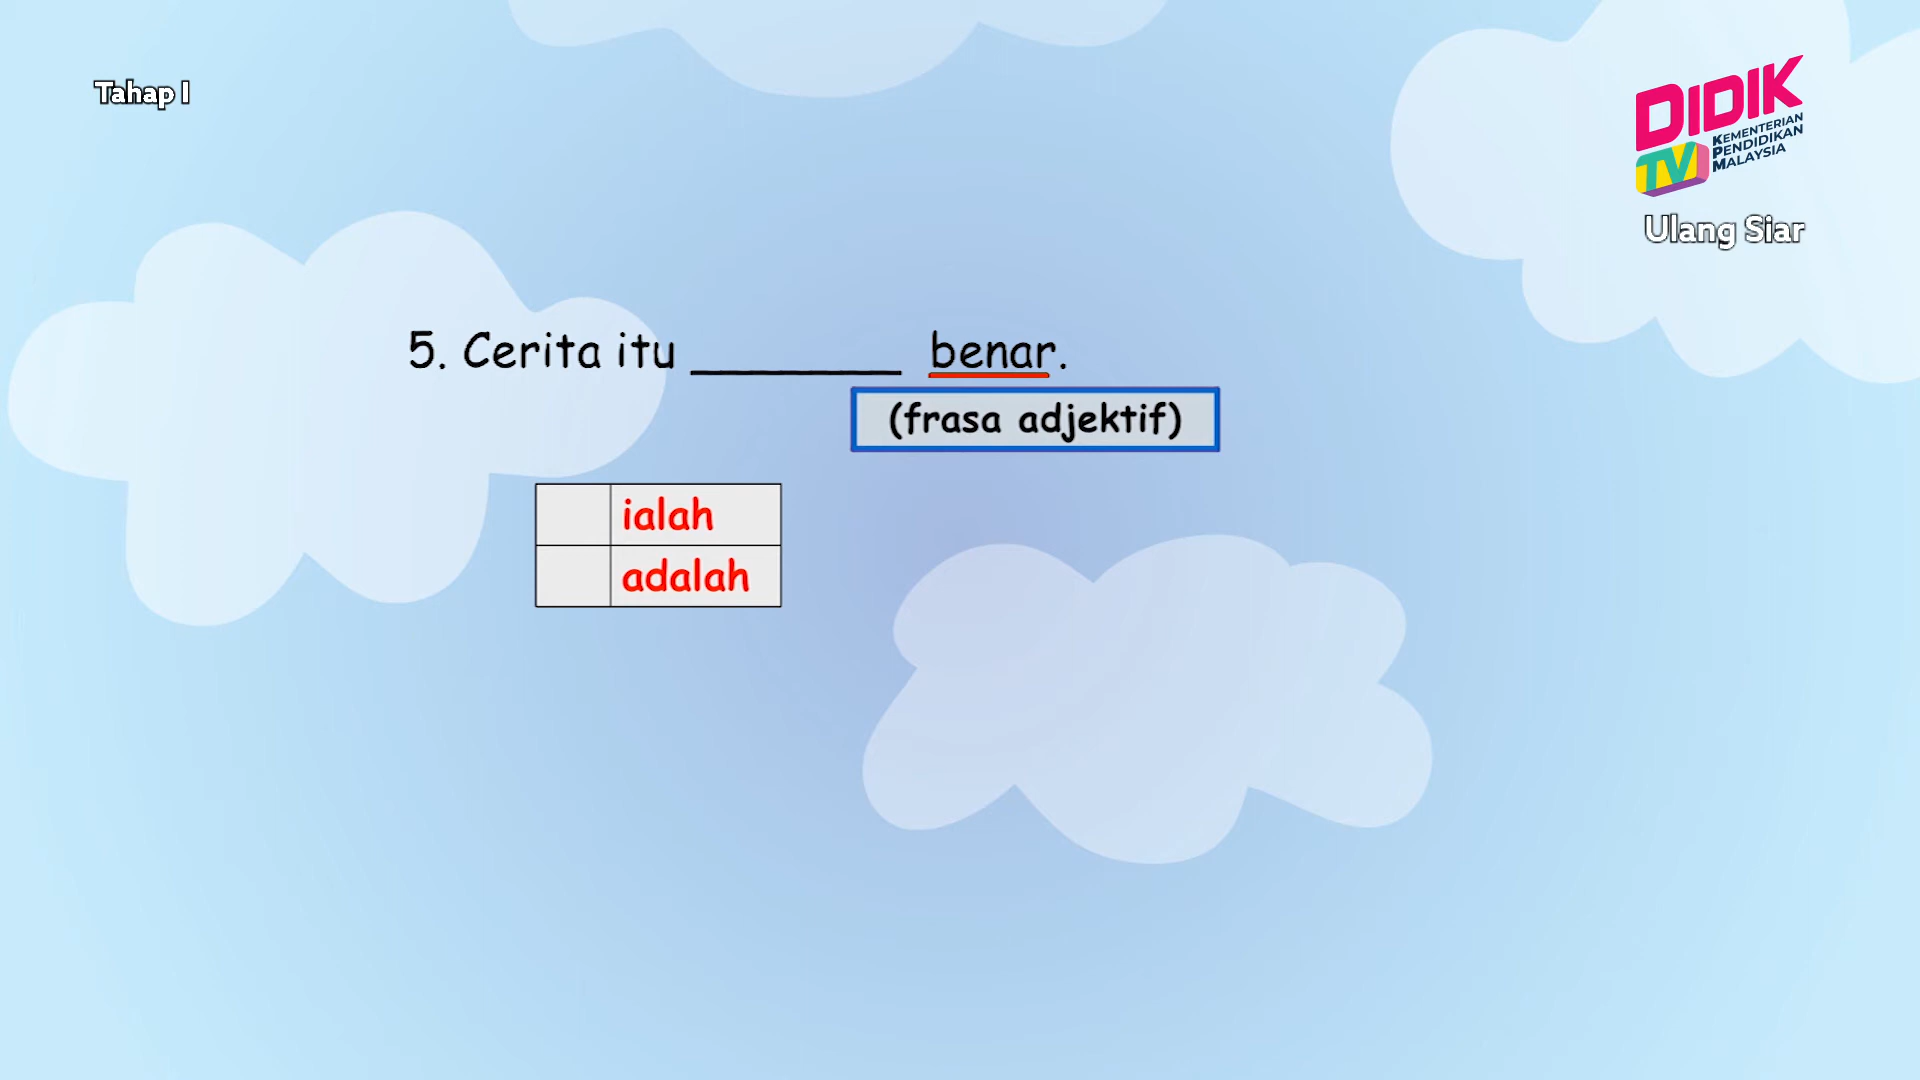 Tahap I
DIDIK
TV
KEMENTERIAN
PENDIDIKAN
MALAYSIA
Ulang Siar
5. Cerita itu ________ benar.
(frasa adjektif)
ialah
adalah